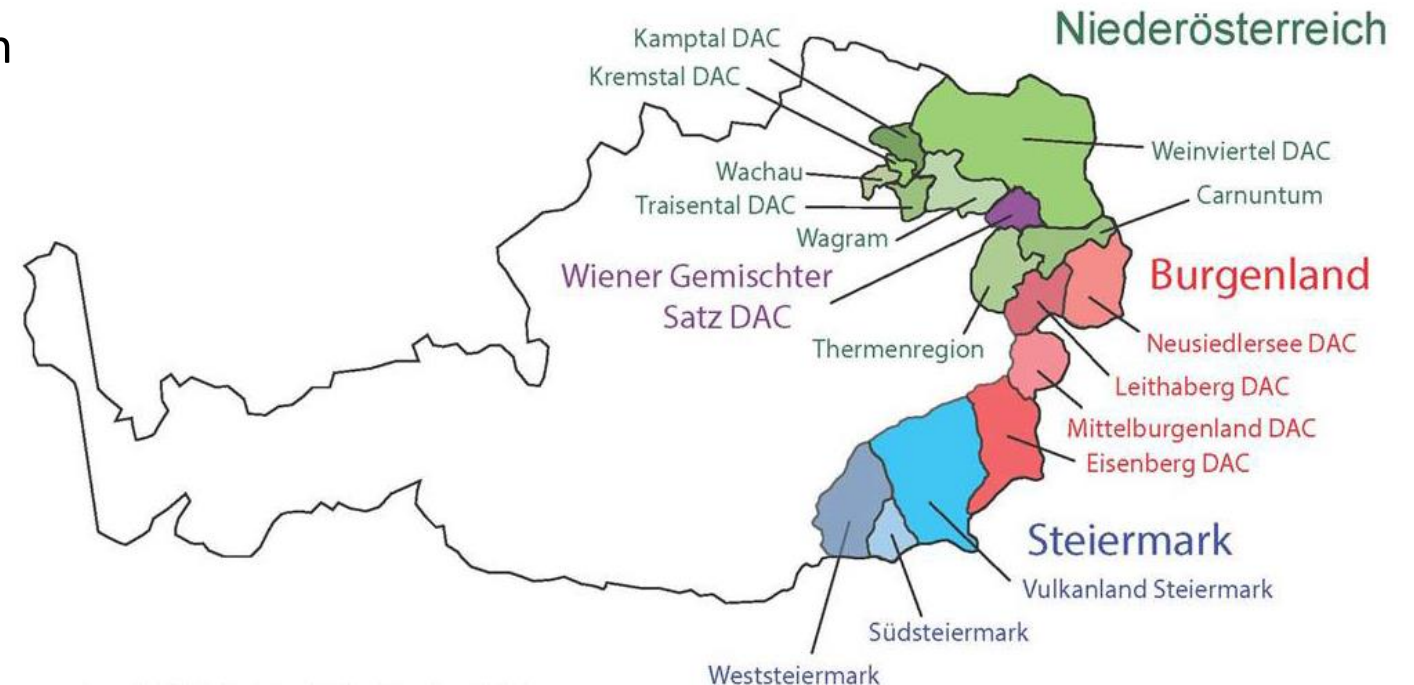 n
Niederösterreich
Kamptal DAC
Kremstal DAC
Weinviertel DAC
Wachau
Carnuntum
Traisental DAC
Wagram
Wiener Gemischter
Satz DAC
Burgenland
Thermenregion
Neusiedlersee DAC
Leithaberg DAC
Mittelburgenland DAC
Eisenberg DAC
Steiermark
Vulkanland Steiermark
Südsteiermark
Weststeiermark